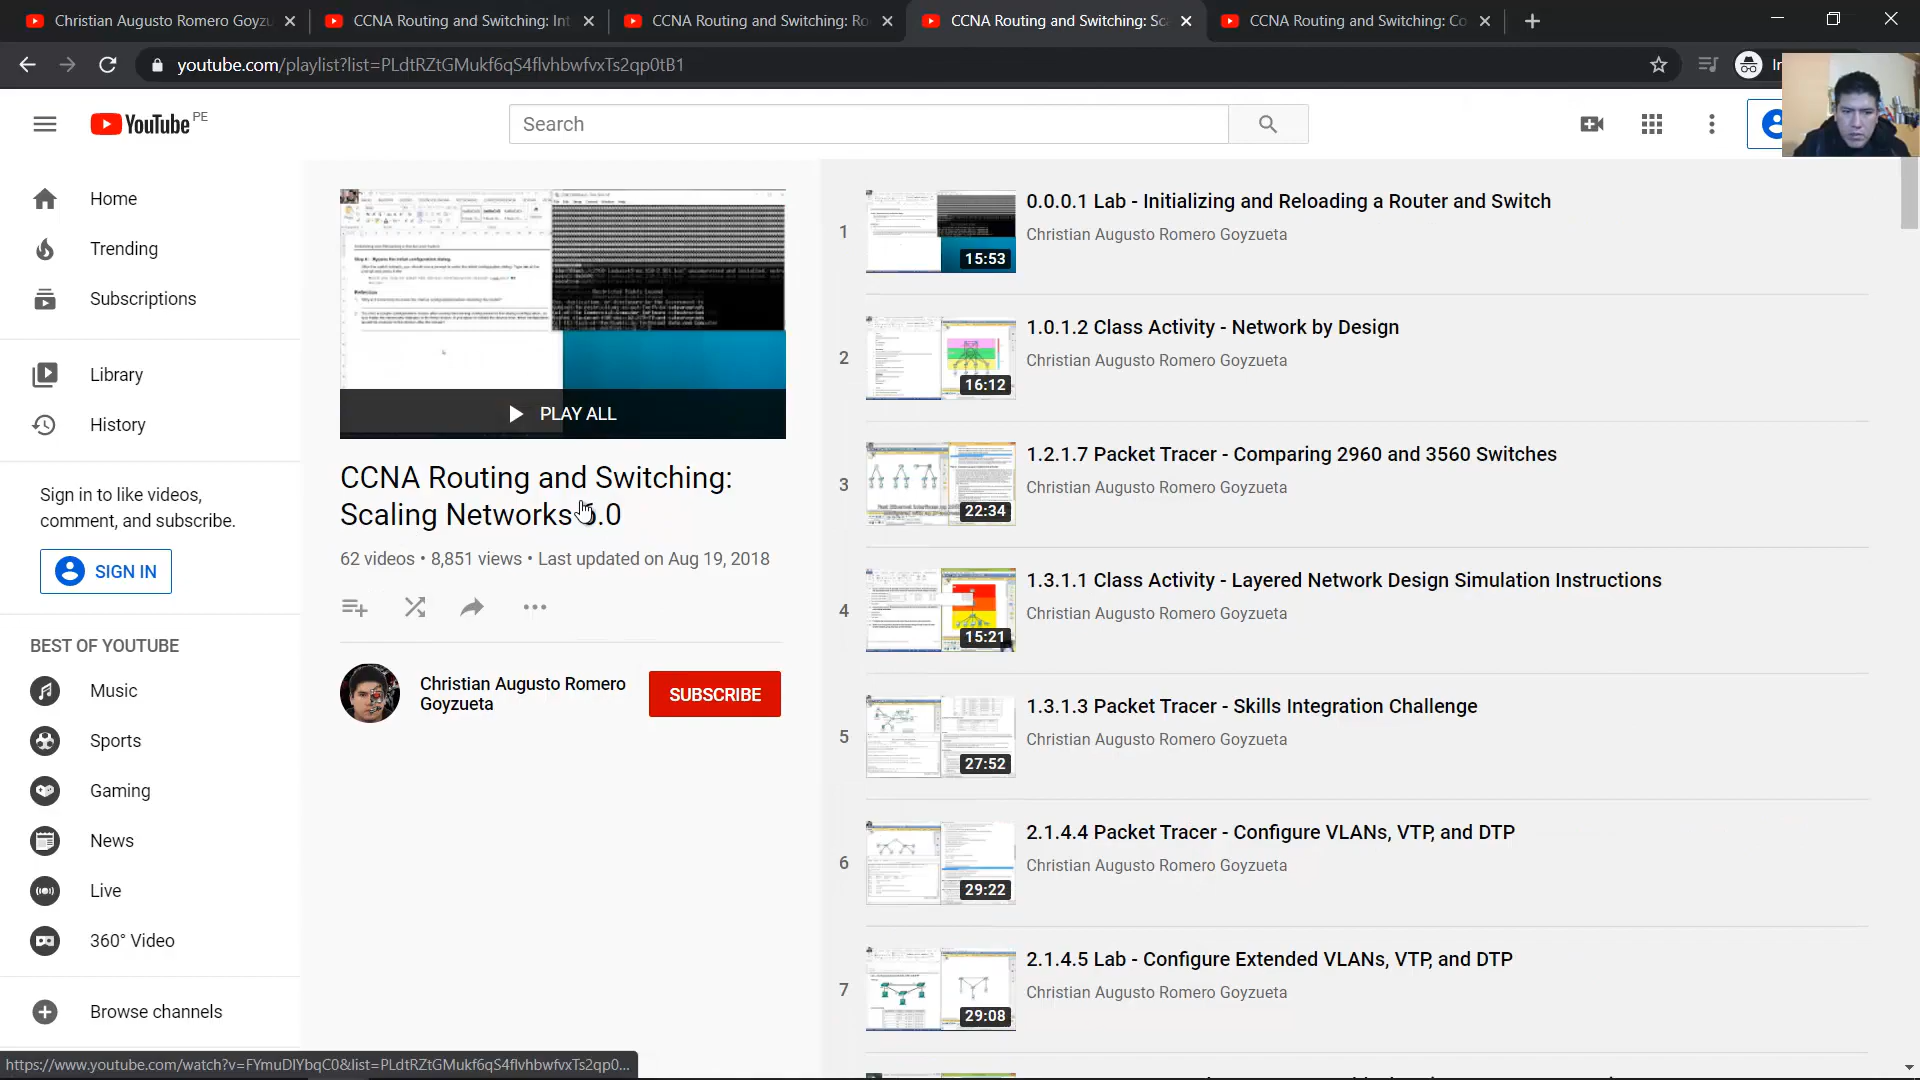 Christian Augusto Romero Goyzu
CCNA Routing and Switching: Int
CCNA Routing and Switching: Ro
CCNA Routing and Switching: Sc
CCNA Routing and Switching: Co
youtube.com/playlist?list=PLdtRZtGMukf6qS4flvhbwfvxTs2qp0tB1
YouTube PE
Search
Home
Trending
Subscriptions
Library
History
Sign in to like videos,
comment, and subscribe.
SIGN IN
BEST OF YOUTUBE
Music
Sports
Gaming
News
Live
360° Video
Browse channels
https://www.youtube.com/watch?v=FYmuDIYbqC0&list=PLdtRZtGMukf6qS4flvhbwfvxTs2qp0...
PLAY ALL
CCNA Routing and Switching:
Scaling Networks .0
62 videos • 8,851 views • Last updated on Aug 19, 2018
Christian Augusto Romero
Goyzueta
SUBSCRIBE
1
15:53
0.0.0.1 Lab - Initializing and Reloading a Router and Switch
Christian Augusto Romero Goyzueta
2
16:12
1.0.1.2 Class Activity - Network by Design
Christian Augusto Romero Goyzueta
3
22:34
1.2.1.7 Packet Tracer - Comparing 2960 and 3560 Switches
Christian Augusto Romero Goyzueta
4
15:21
1.3.1.1 Class Activity - Layered Network Design Simulation Instructions
Christian Augusto Romero Goyzueta
5
27:52
1.3.1.3 Packet Tracer - Skills Integration Challenge
Christian Augusto Romero Goyzueta
6
29:22
2.1.4.4 Packet Tracer - Configure VLANs, VTP, and DTP
Christian Augusto Romero Goyzueta
7
29:08
2.1.4.5 Lab - Configure Extended VLANs, VTP, and DTP
Christian Augusto Romero Goyzueta